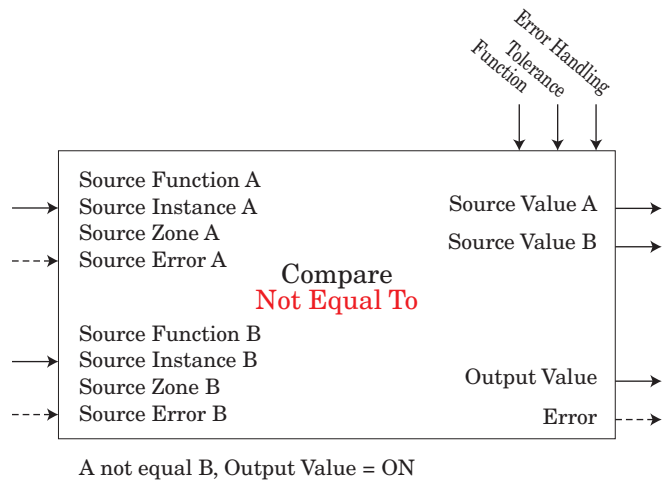 Function
Tolerance
Error Handling
Source Function A
Source Instance A
Source Zone A
Source Error A
Source Value A
Source Value B
Compare
Not Equal To
Source Function B
Source Instance B
Source Zone B
Source Error B
Output Value
Error
A not equal B, Output Value = ON